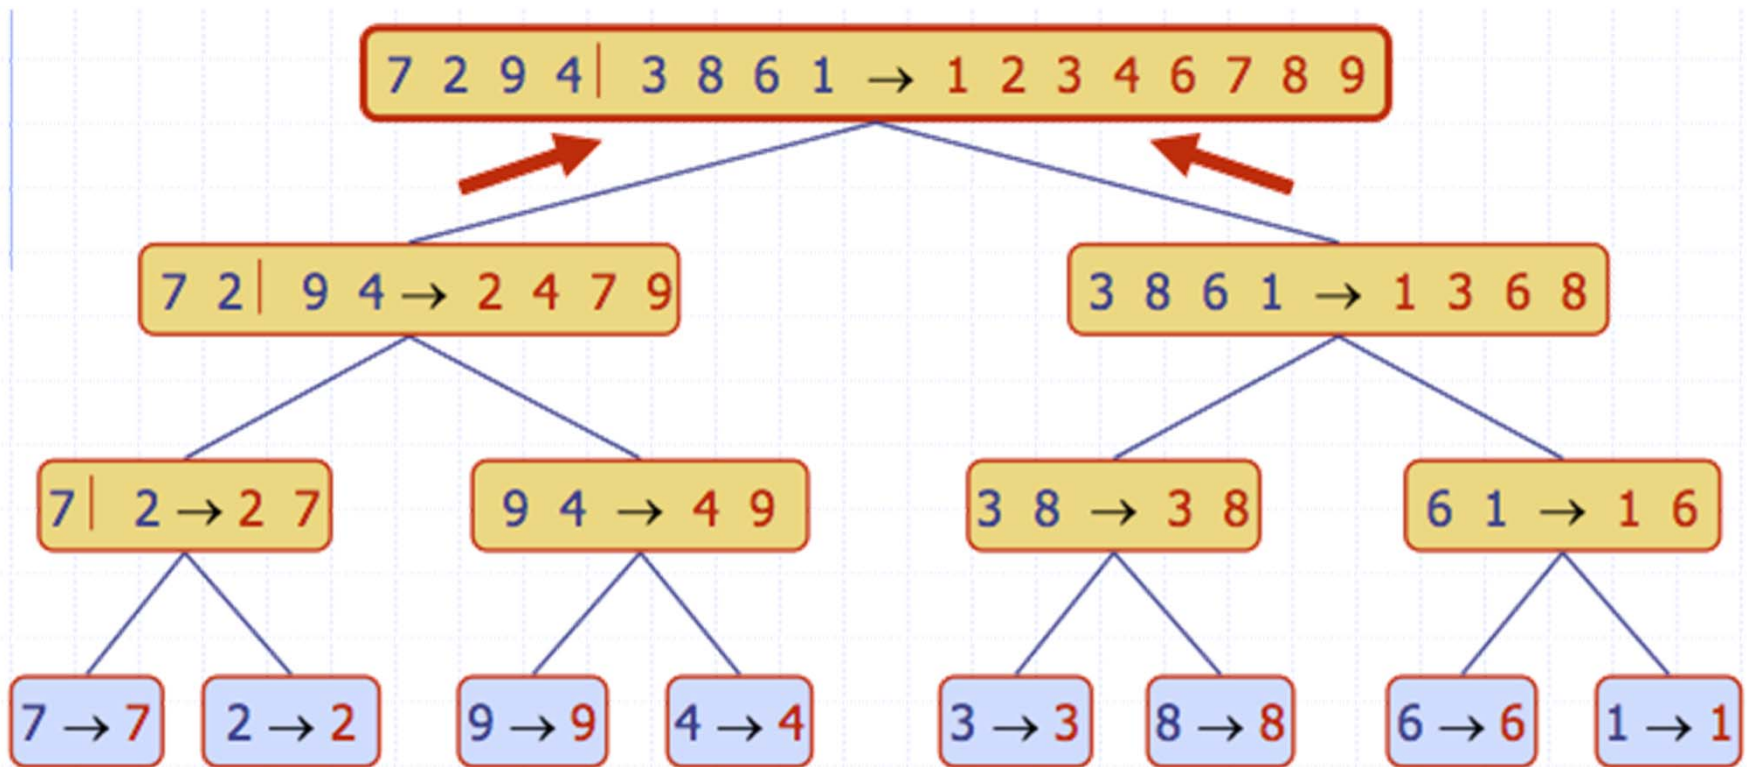 7 2 9 4| 3 8 6 1 → 1 2 3 4 6 7 8 9
7 2| 9 4 → 2 4 7 9
3 8 6 1 → 1 3 6 8
7| 2 → 2 7
9 4 → 4 9
3 8 → 3 8
6 1 → 1 6
7 → 7
2 → 2
9 → 9
4 → 4
3 → 3
8 → 8
6 → 6
1 → 1